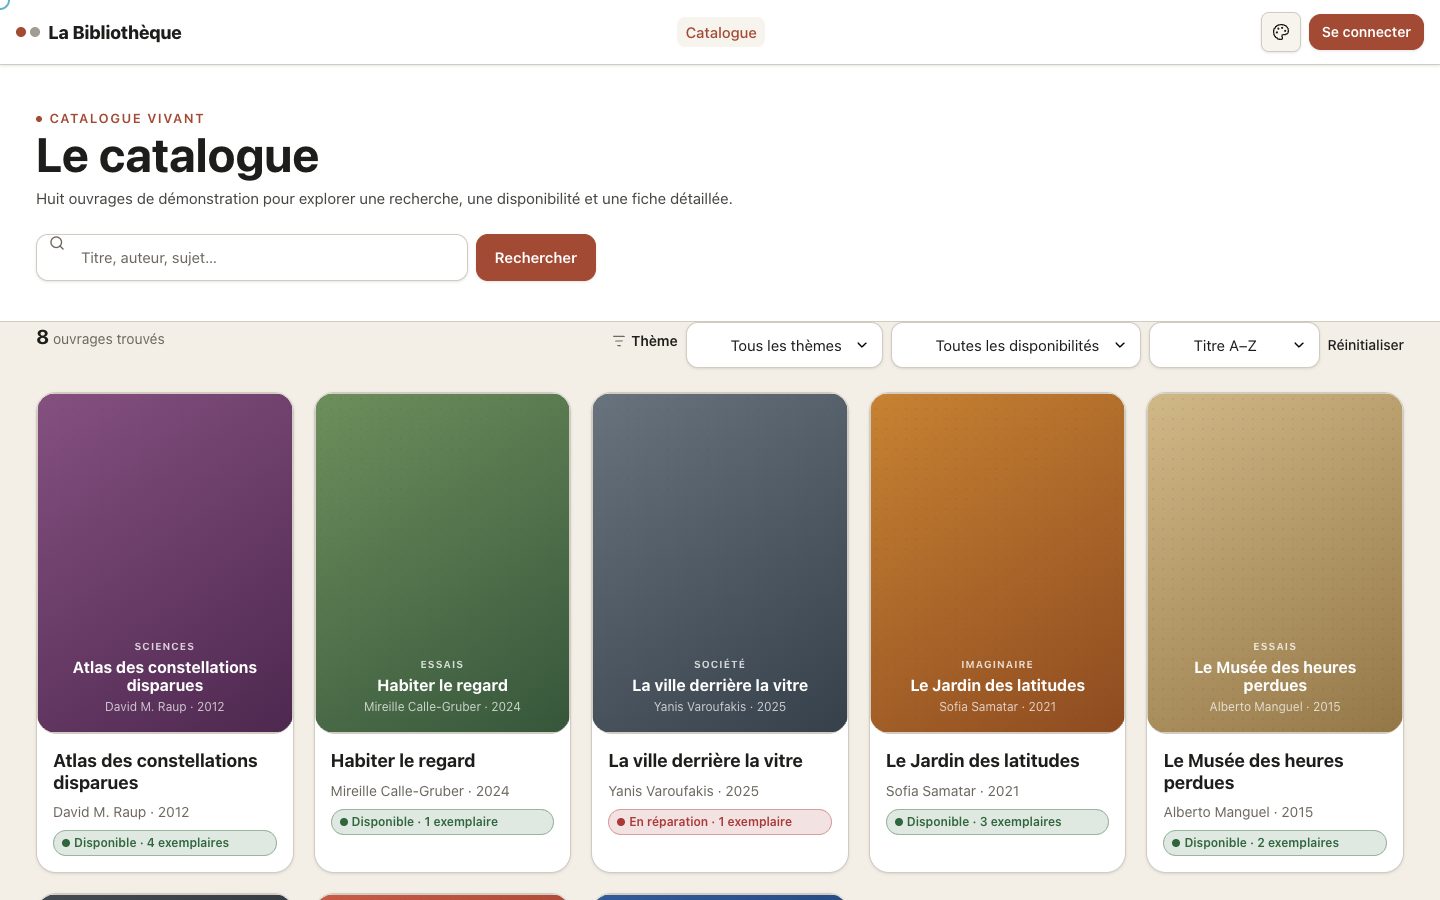 La Bibliothèque
Catalogue
Se connecter
CATALOGUE VIVANT
Le catalogue
Huit ouvrages de démonstration pour explorer une recherche, une disponibilité et une fiche détaillée.
Titre, auteur, sujet...
Rechercher
8 ouvrages trouvés
Thème
Tous les thèmes
Toutes les disponibilités
Titre A–Z
Réinitialiser
SCIENCES
Atlas des constellations
disparues
David M. Raup · 2012
Atlas des constellations
disparues
David M. Raup · 2012
Disponible · 4 exemplaires
ESSAIS
Habiter le regard
Mireille Calle-Gruber · 2024
Habiter le regard
Mireille Calle-Gruber · 2024
Disponible · 1 exemplaire
SOCIÉTÉ
La ville derrière la vitre
Yanis Varoufakis · 2025
La ville derrière la vitre
Yanis Varoufakis · 2025
En réparation · 1 exemplaire
IMAGINAIRE
Le Jardin des latitudes
Sofia Samatar · 2021
Le Jardin des latitudes
Sofia Samatar · 2021
Disponible · 3 exemplaires
ESSAIS
Le Musée des heures
perdues
Alberto Manguel · 2015
Le Musée des heures
perdues
Alberto Manguel · 2015
Disponible · 2 exemplaires